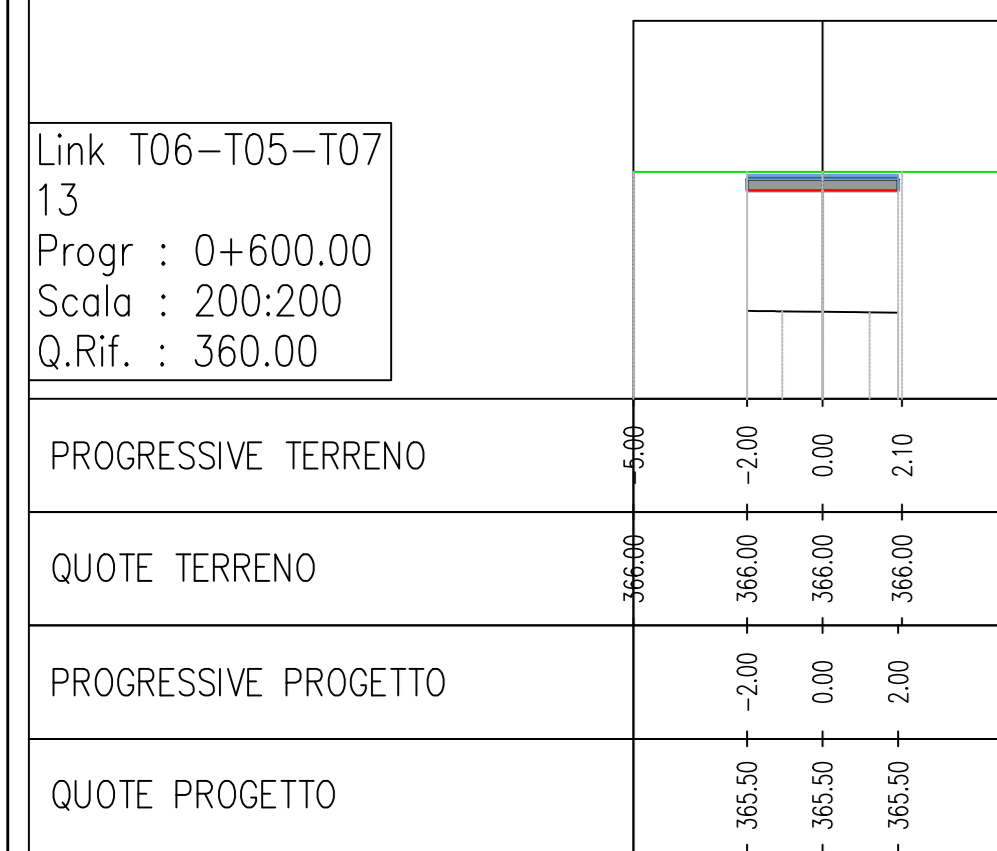 Link T06-T05-T07
13
Progr : 0+600.00
Scala : 200:200
Q.Rif. : 360.00
PROGRESSIVE TERRENO -5.00 -2.00 0.00 2.10
QUOTE TERRENO 366.00 366.00 366.00 366.00
PROGRESSIVE PROGETTO -2.00 0.00 2.00
QUOTE PROGETTO 365.50 365.50 365.50